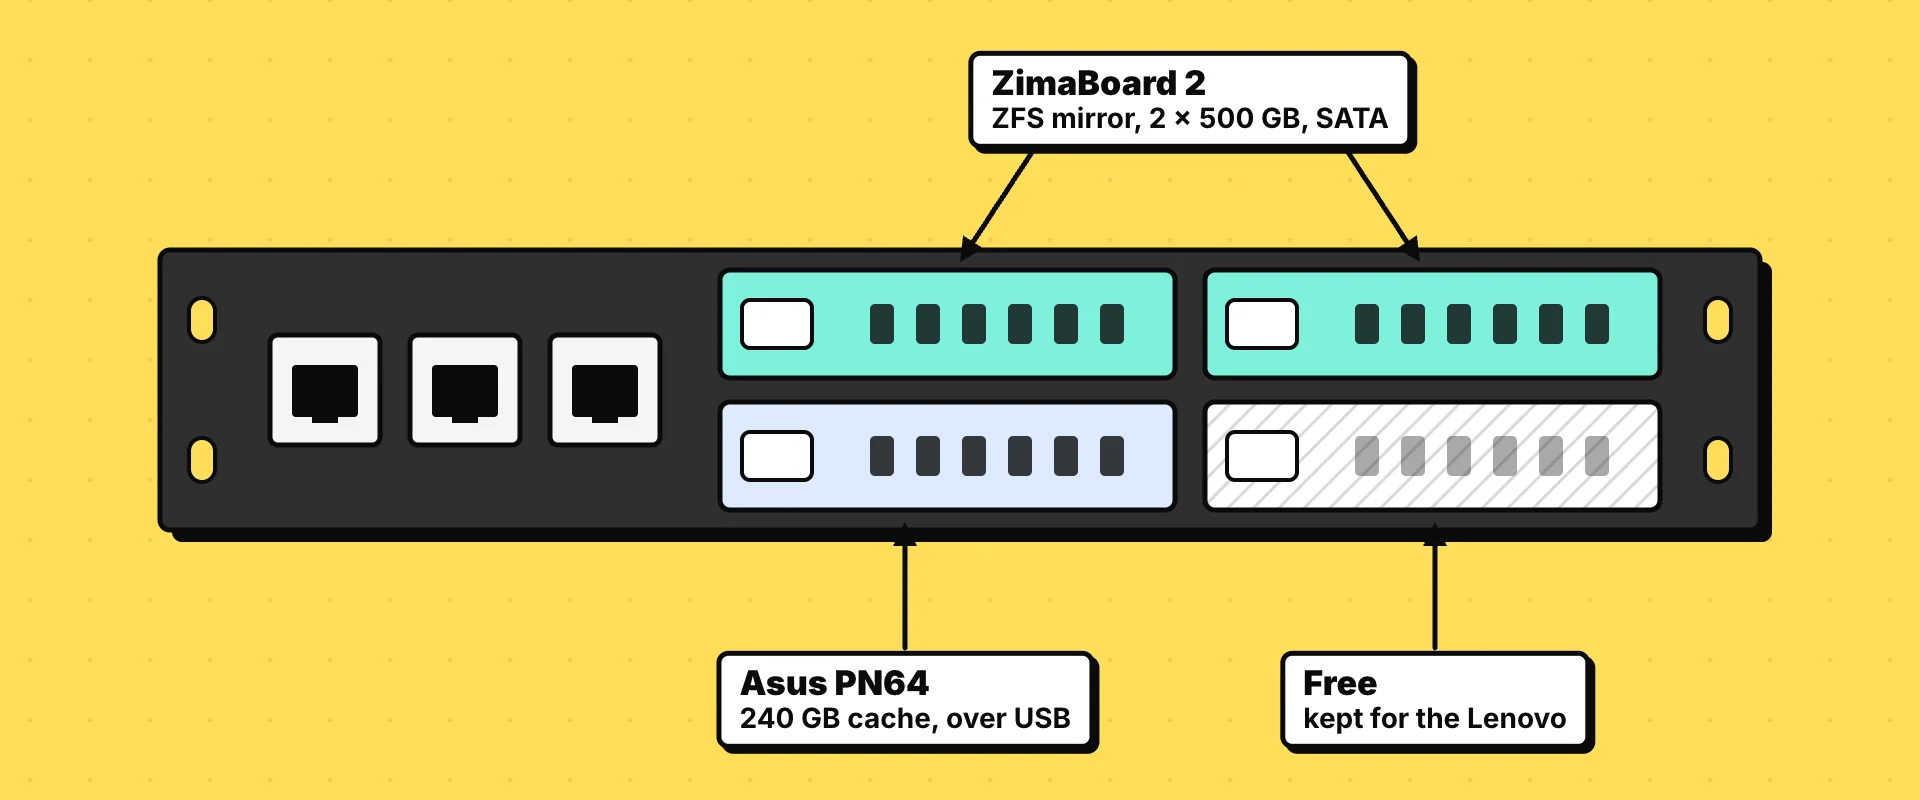 ZimaBoard 2
ZFS mirror, 2 × 500 GB, SATA
Asus PN64
240 GB cache, over USB
Free
kept for the Lenovo